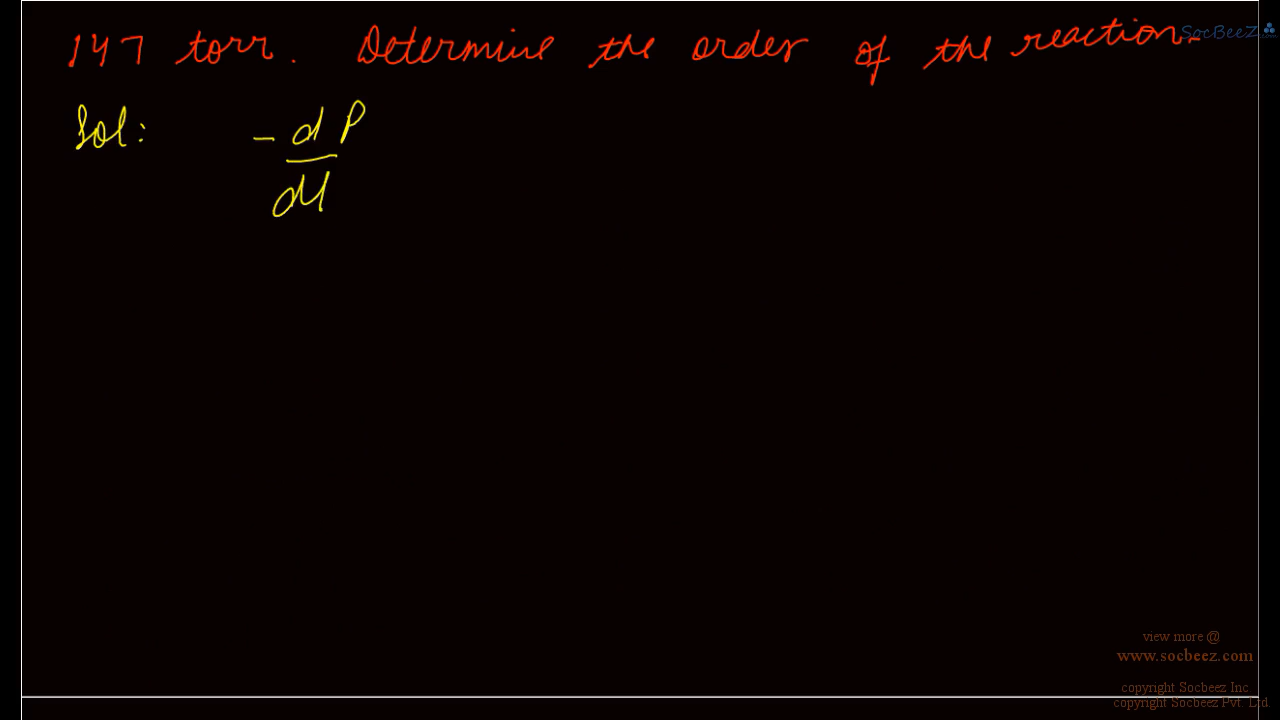 147 torr. Determine the order of the reaction.
SocBeeZ
Sol: - dP
dt
view more @
www.socbeez.com
copyright Socbeez Inc
copyright Socbeez Pvt. Ltd.